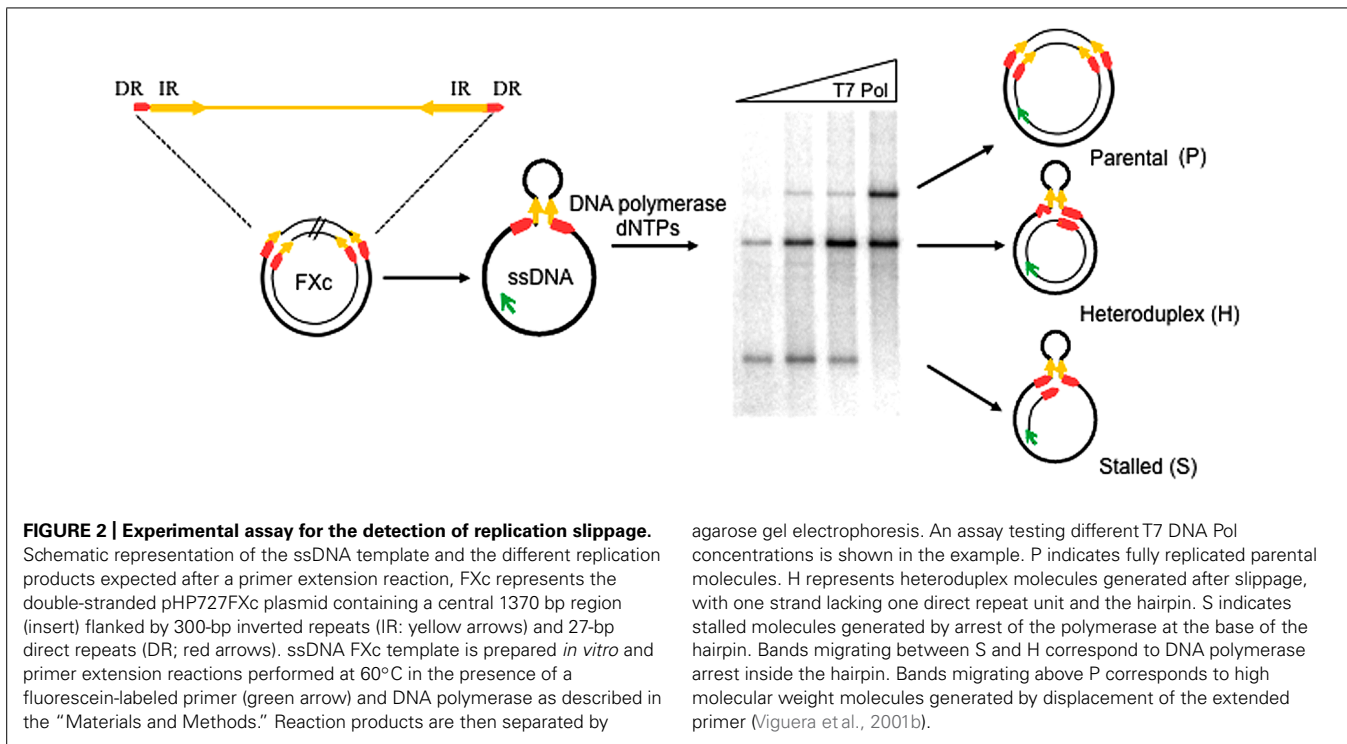 DR IR
IR DR
FXc
ssDNA
DNA polymerase
dNTPs
T7 Pol
Parental (P)
Heteroduplex (H)
Stalled (S)
FIGURE 2 | Experimental assay for the detection of replication slippage.
Schematic representation of the ssDNA template and the different replication
products expected after a primer extension reaction, FXc represents the
double-stranded pHP727FXc plasmid containing a central 1370 bp region
(insert) flanked by 300-bp inverted repeats (IR: yellow arrows) and 27-bp
direct repeats (DR; red arrows). ssDNA FXc template is prepared in vitro and
primer extension reactions performed at 60°C in the presence of a
fluorescein-labeled primer (green arrow) and DNA polymerase as described in
the “Materials and Methods.” Reaction products are then separated by
agarose gel electrophoresis. An assay testing different T7 DNA Pol
concentrations is shown in the example. P indicates fully replicated parental
molecules. H represents heteroduplex molecules generated after slippage,
with one strand lacking one direct repeat unit and the hairpin. S indicates
stalled molecules generated by arrest of the polymerase at the base of the
hairpin. Bands migrating between S and H correspond to DNA polymerase
arrest inside the hairpin. Bands migrating above P corresponds to high
molecular weight molecules generated by displacement of the extended
primer (Viguera et al., 2001b).